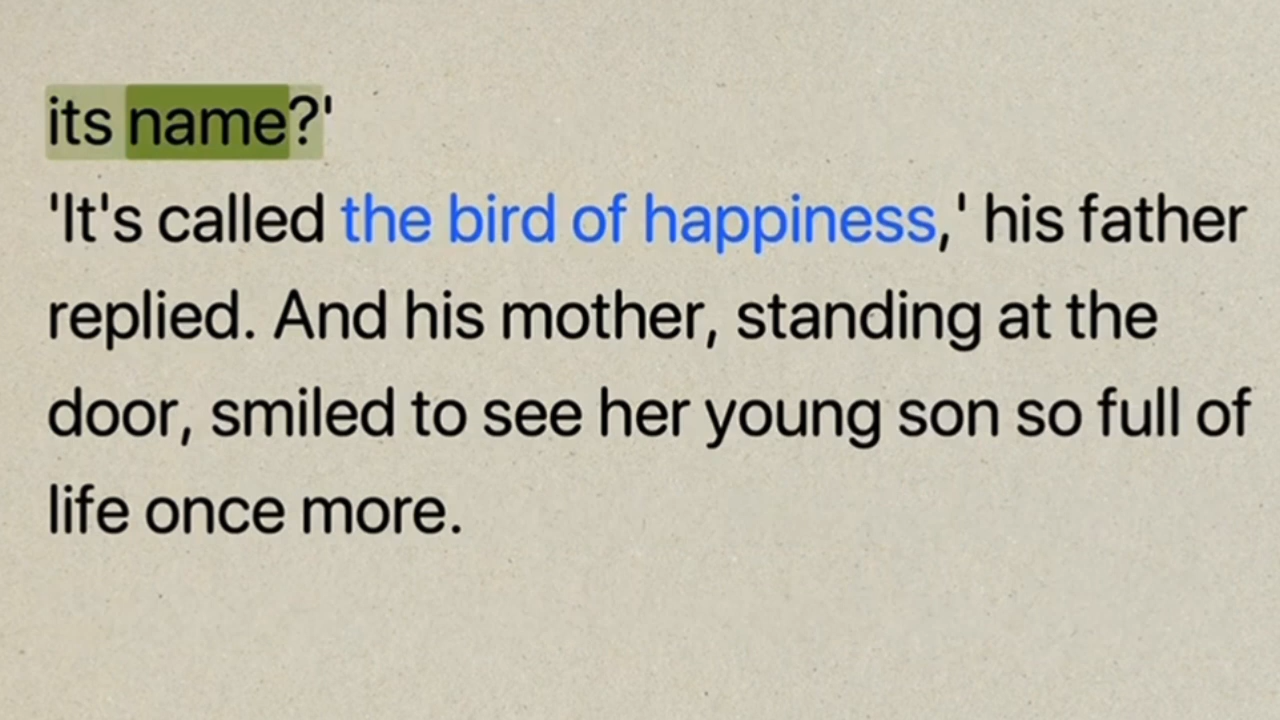 its name?'
'It's called the bird of happiness,' his father
replied. And his mother, standing at the
door, smiled to see her young son so full of
life once more.